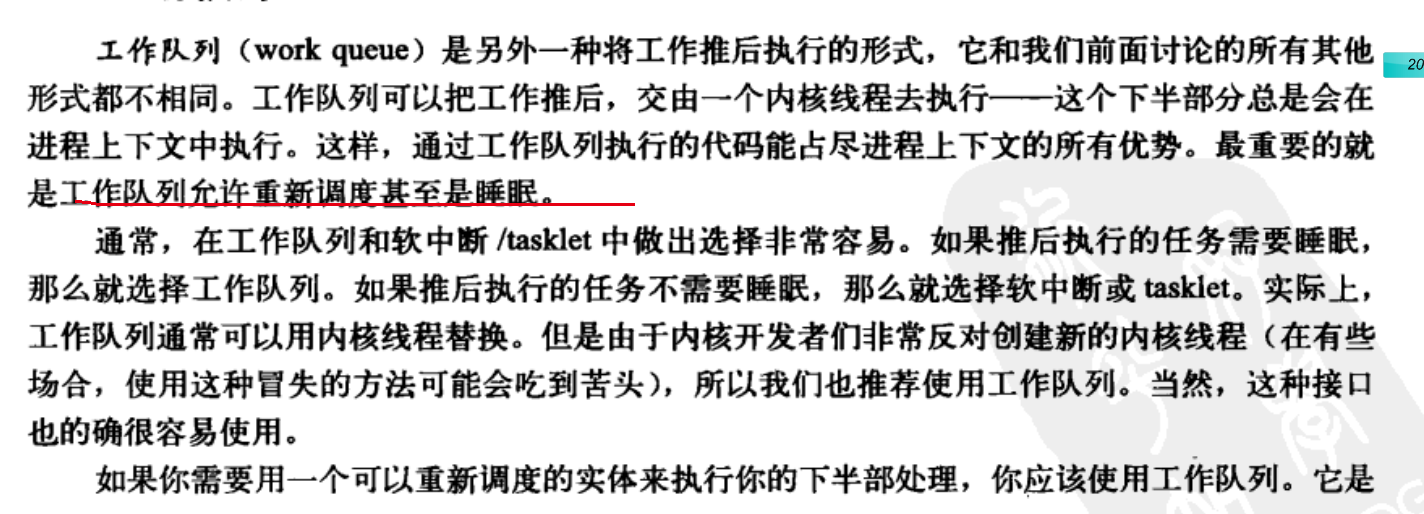 工作队列（work queue）是另外一种将工作推后执行的形式，它和我们前面讨论的所有其他
20
形式都不相同。工作队列可以把工作推后，交由一个内核线程去执行——这个下半部分总是会在
进程上下文中执行。这样，通过工作队列执行的代码能占尽进程上下文的所有优势。最重要的就
是工作队列允许重新调度甚至是睡眠。
通常，在工作队列和软中断/tasklet 中做出选择非常容易。如果推后执行的任务需要睡眠，
那么就选择工作队列。如果推后执行的任务不需要睡眠，那么就选择软中断或 tasklet。实际上，
工作队列通常可以用内核线程替换。但是由于内核开发者们非常反对创建新的内核线程（在有些
场合，使用这种冒失的方法可能会吃到苦头），所以我们也推荐使用工作队列。当然，这种接口
也的确很容易使用。
如果你需要用一个可以重新调度的实体来执行你的下半部处理，你应该使用工作队列。它是